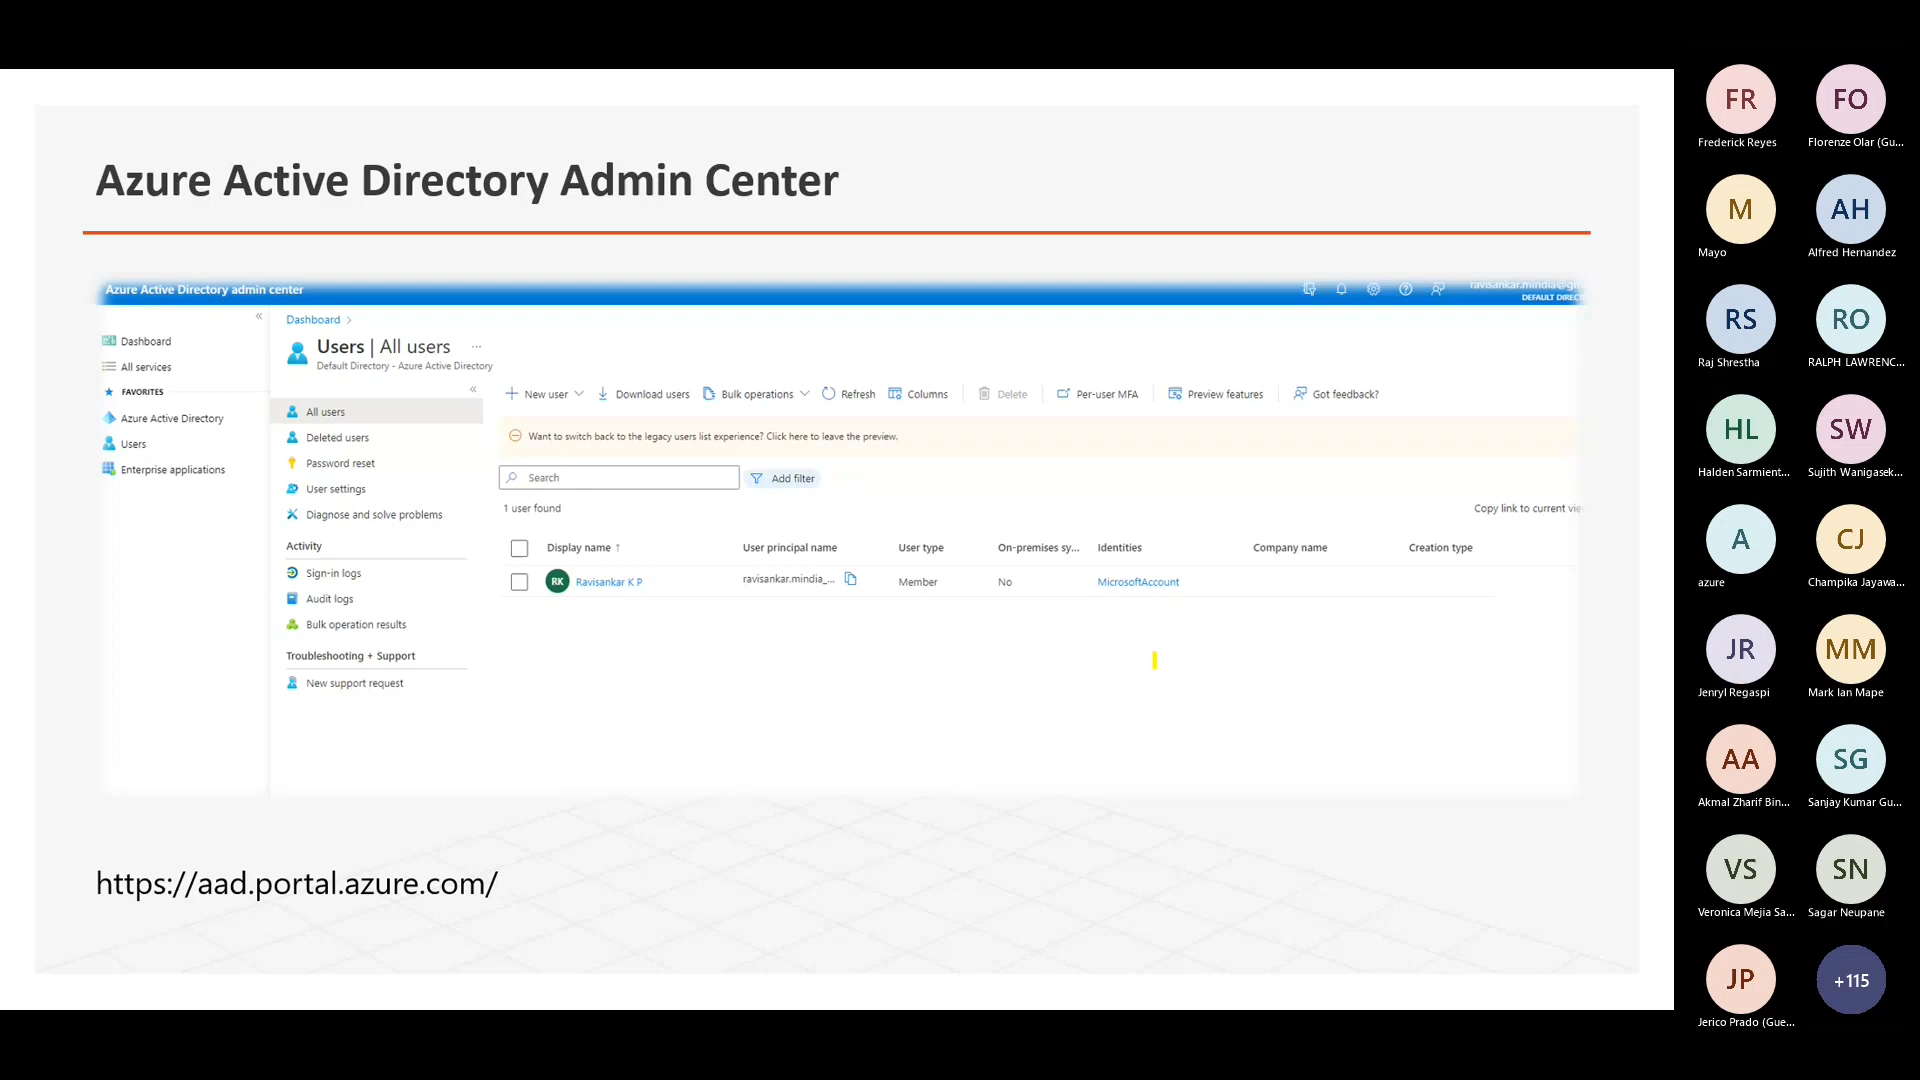 Azure Active Directory Admin Center
Azure Active Directory admin center
DEFAULT DIREC
Dashboard
All services
FAVORITES
Azure Active Directory
Users
Enterprise applications
Dashboard >
Users | All users ...
Default Directory - Azure Active Directory
All users
Deleted users
Password reset
User settings
Diagnose and solve problems
Activity
Sign-in logs
Audit logs
Bulk operation results
Troubleshooting + Support
New support request
New user Download users Bulk operations Refresh Columns Delete Per-user MFA Preview features Got feedback?
Want to switch back to the legacy users list experience? Click here to leave the preview.
Search Add filter
1 user found Copy link to current vie
Display name ↑ User principal name User type On-premises sy... Identities Company name Creation type
RK Ravisankar K P ravisankar.mindia_... Member No MicrosoftAccount
https://aad.portal.azure.com/
FR FO
Frederick Reyes Florenze Olar (Gu...
M AH
Mayo Alfred Hernandez
RS RO
Raj Shrestha RALPH LAWRENC...
HL SW
Halden Sarmient... Sujith Wanigasek...
A CJ
azure Champika Jayawa...
JR MM
Jenryl Regaspi Mark Ian Mape
AA SG
Akmal Zharif Bin... Sanjay Kumar Gu...
VS SN
Veronica Mejia Sa... Sagar Neupane
JP +115
Jerico Prado (Gue...